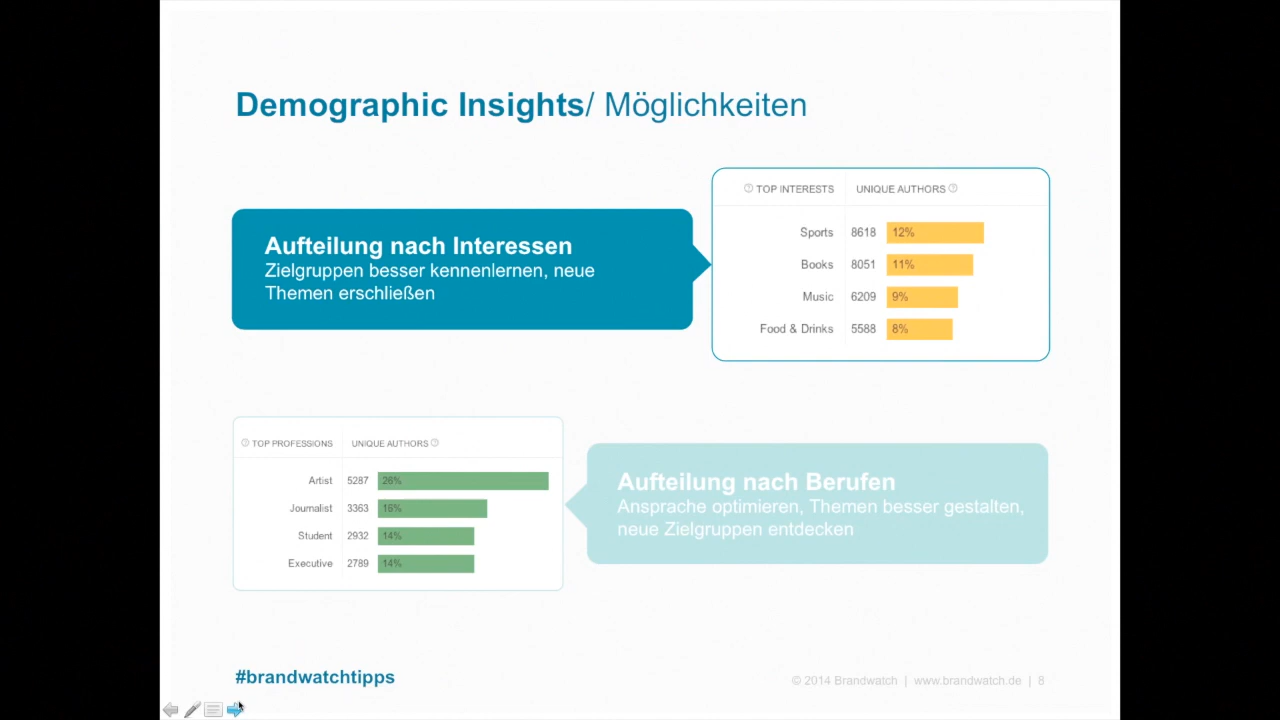 Demographic Insights/ Möglichkeiten
Aufteilung nach Interessen
Zielgruppen besser kennenlernen, neue
Themen erschließen
TOP INTERESTS UNIQUE AUTHORS
Sports 8618 12%
Books 8051 11%
Music 6209 9%
Food & Drinks 5588 8%
TOP PROFESSIONS UNIQUE AUTHORS
Artist 5287 26%
Journalist 3363 16%
Student 2932 14%
Executive 2789 14%
Aufteilung nach Berufen
Ansprache optimieren, Themen besser gestalten,
neue Zielgruppen entdecken
#brandwatchtipps
© 2014 Brandwatch | www.brandwatch.de | 8